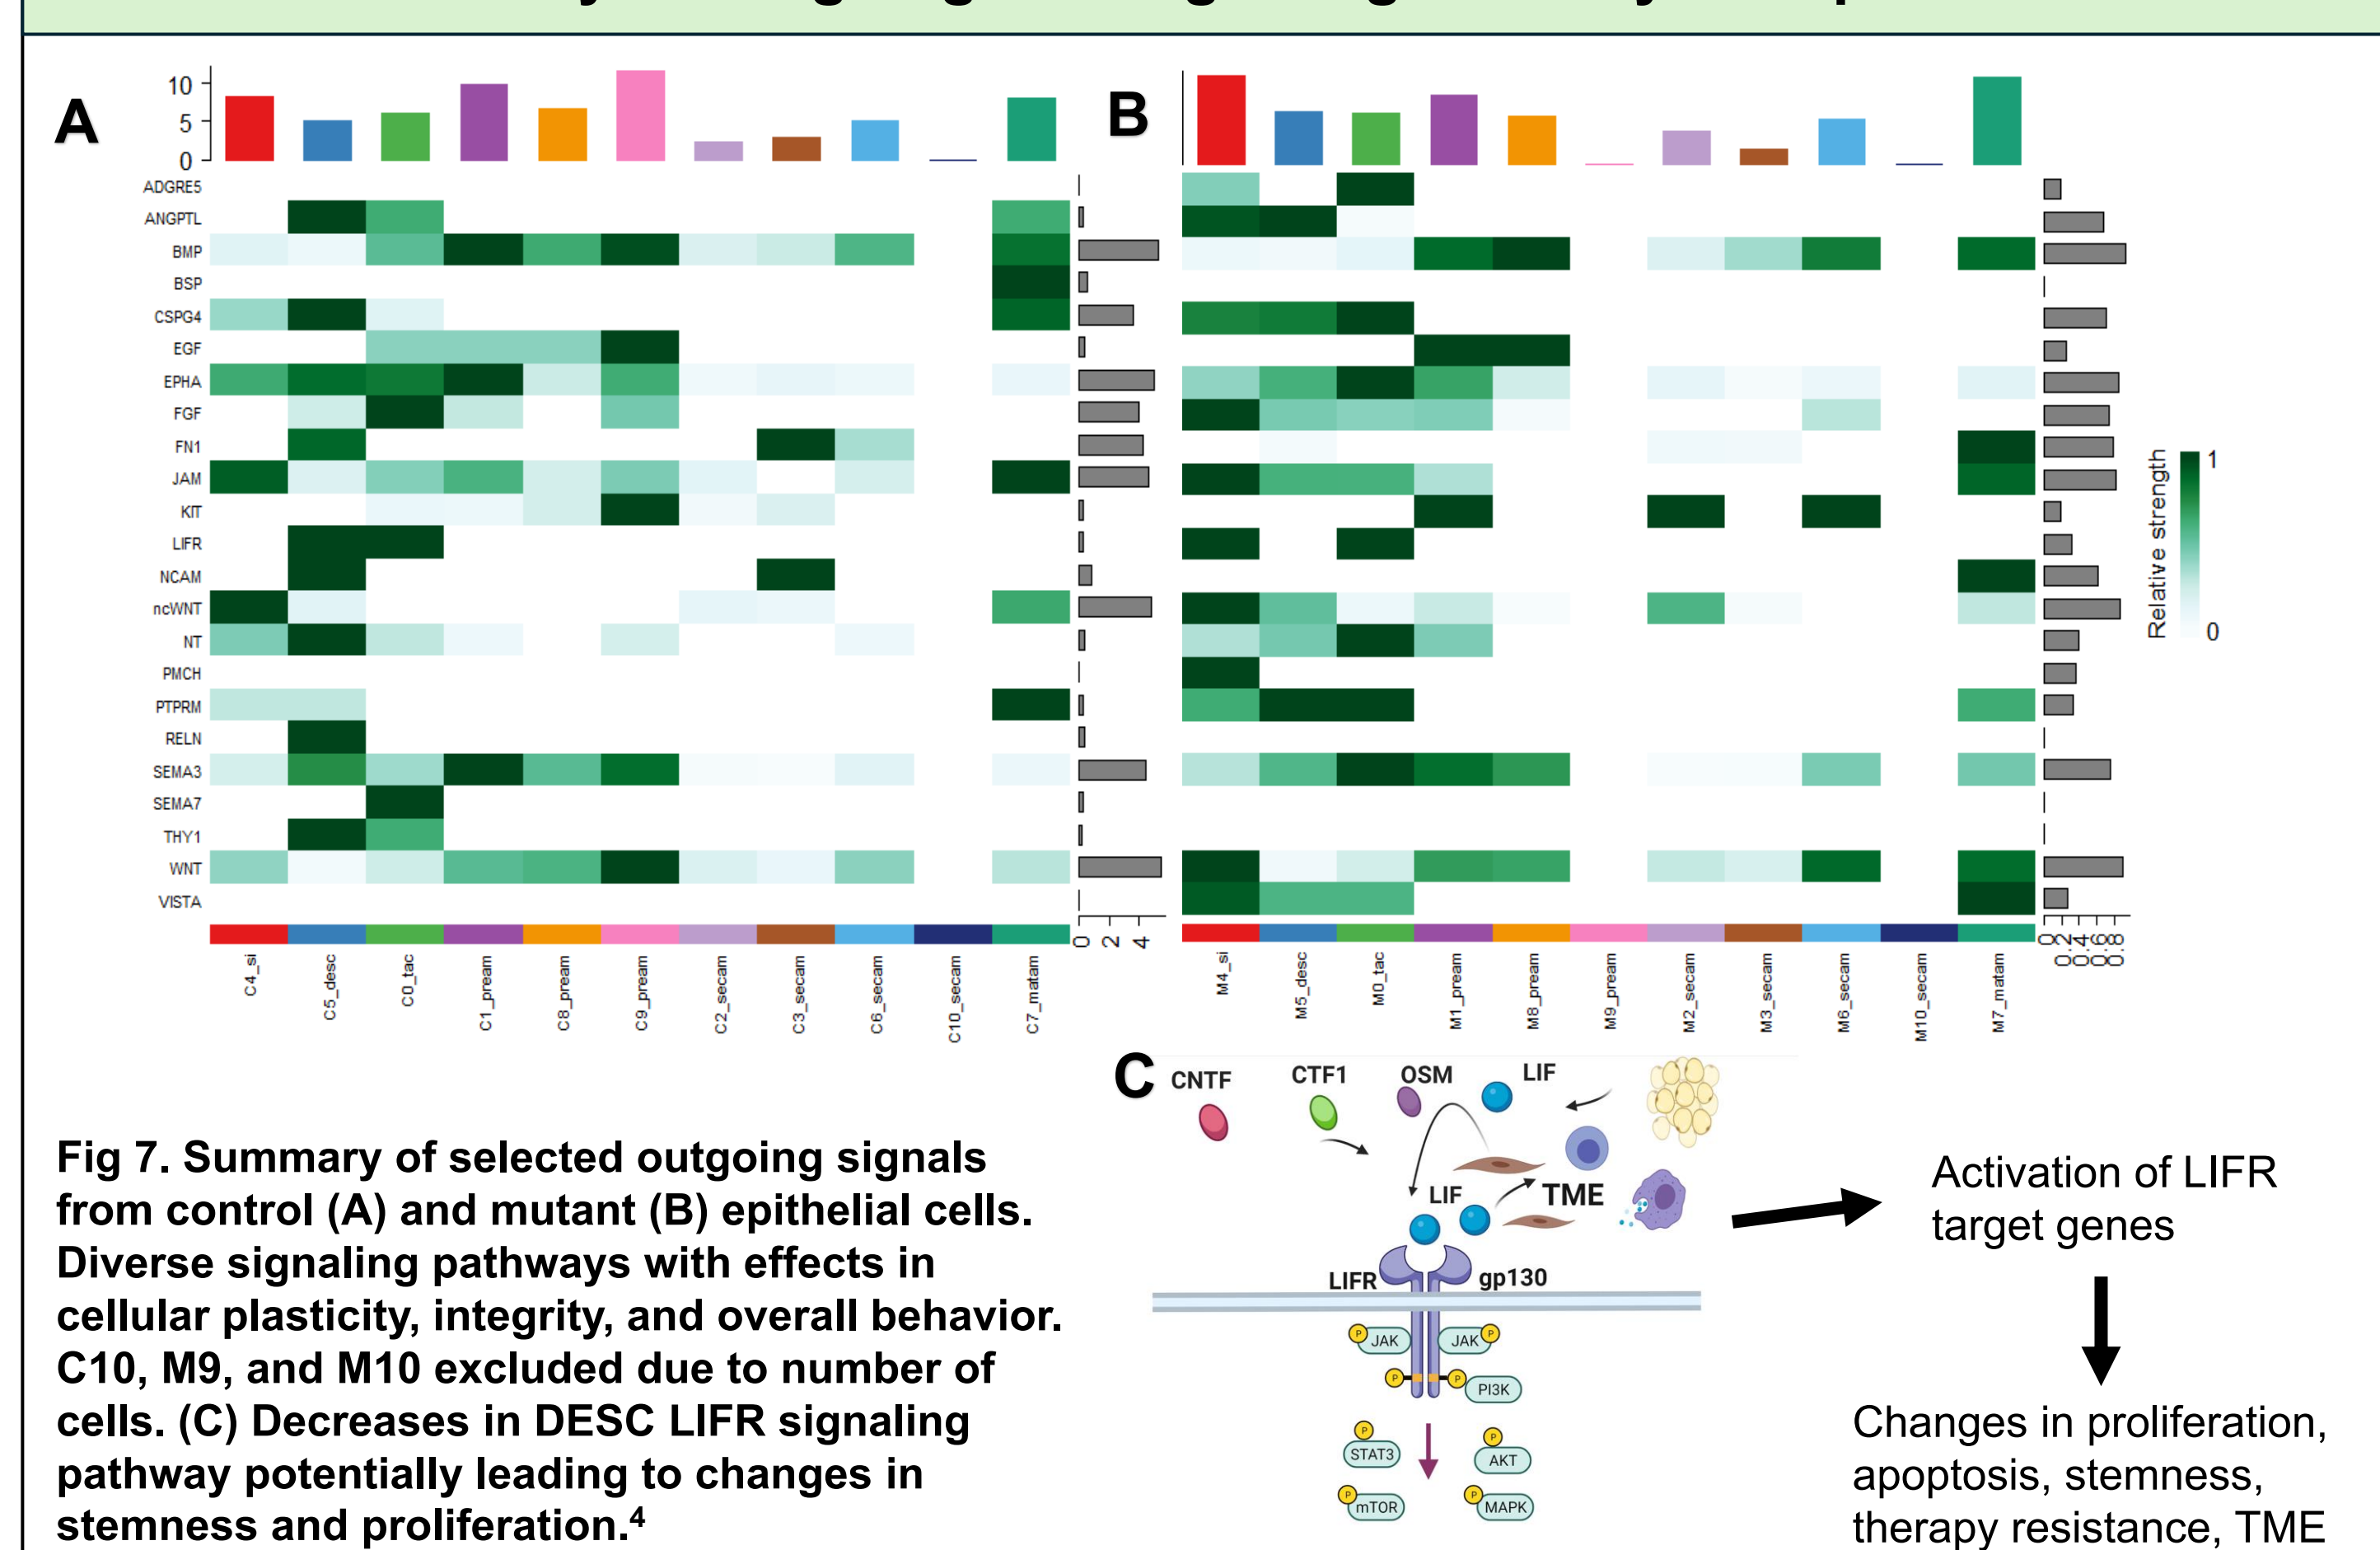 A
10
5
0
B
ADGRE5
ANGPTL
BMP
BSP
CSPG4
EGF
EPHA
FGF
FN1
JAM
KIT
LIFR
NCAM
ncWNT
NT
PMCH
PTPRM
RELN
SEMA3
SEMA7
THY1
WNT
VISTA
0 2 4
C4_si
C5_desc
C0_tac
C1_pream
C8_pream
C9_pream
C2_secam
C3_secam
C6_secam
C10_secam
C7_matam
Relative strength
1
0
0 0.2 0.4 0.6 0.8
M4_si
M5_desc
M0_tac
M1_pream
M8_pream
M9_pream
M2_secam
M3_secam
M6_secam
M10_secam
M7_matam
Fig 7. Summary of selected outgoing signals
from control (A) and mutant (B) epithelial cells.
Diverse signaling pathways with effects in
cellular plasticity, integrity, and overall behavior.
C10, M9, and M10 excluded due to number of
cells. (C) Decreases in DESC LIFR signaling
pathway potentially leading to changes in
stemness and proliferation.⁴
C
CNTF CTF1 OSM LIF
LIF TME
LIFR gp130
P JAK JAK P
P P PI3K
P STAT3 P AKT
P mTOR P MAPK
Activation of LIFR
target genes
Changes in proliferation,
apoptosis, stemness,
therapy resistance, TME